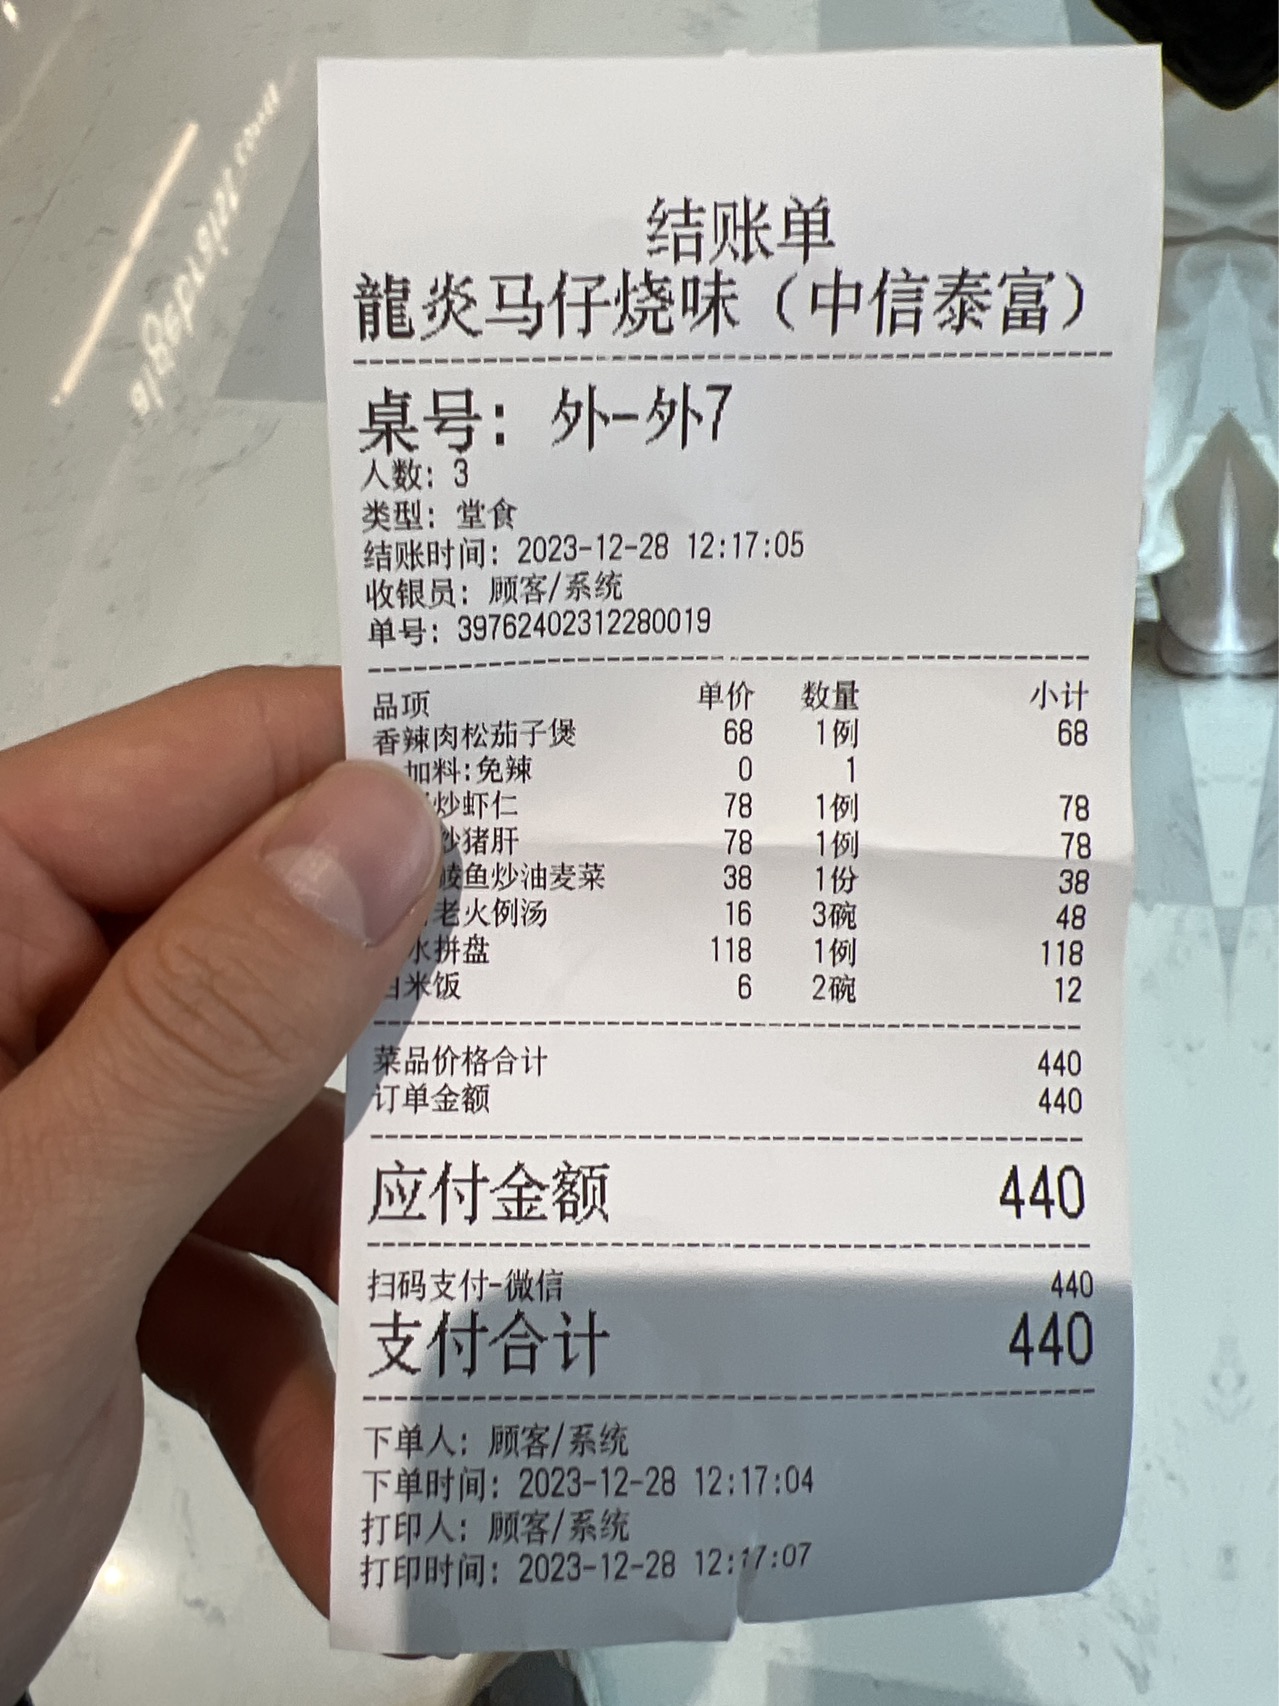 结账单
龍炎马仔烧味（中信泰富）
桌号：外-外7
人数：3
类型：堂食
结账时间：2023-12-28 12:17:05
收银员：顾客/系统
单号：39762402312280019
品项 单价 数量 小计
香辣肉松茄子煲 68 1例 68
加料:免辣 0 1
炒虾仁 78 1例 78
炒猪肝 78 1例 78
鲮鱼炒油麦菜 38 1份 38
老火例汤 16 3碗 48
水拼盘 118 1例 118
白米饭 6 2碗 12
菜品价格合计 440
订单金额 440
应付金额 440
扫码支付-微信 440
支付合计 440
下单人：顾客/系统
下单时间：2023-12-28 12:17:04
打印人：顾客/系统
打印时间：2023-12-28 12:17:07